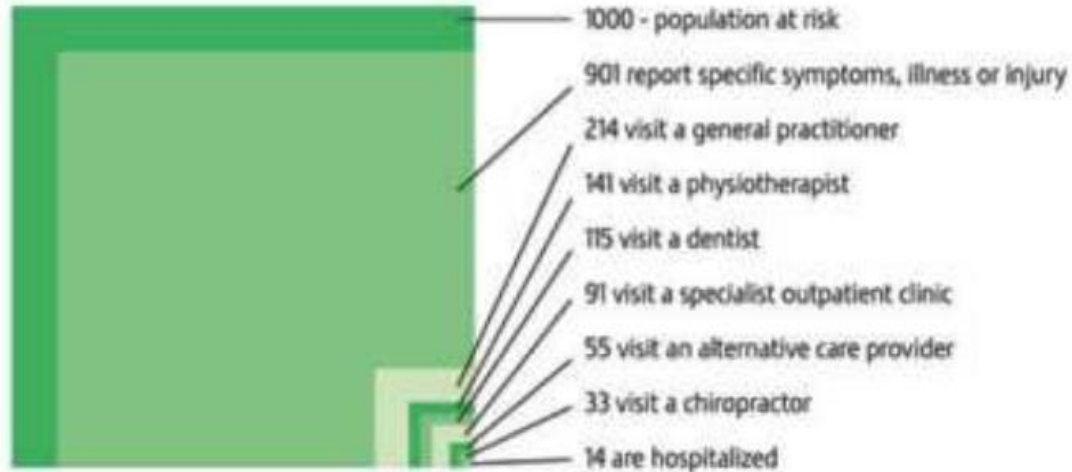 1000 - population at risk
901 report specific symptoms, illness or injury
214 visit a general practitioner
141 visit a physiotherapist
115 visit a dentist
91 visit a specialist outpatient clinic
55 visit an alternative care provider
33 visit a chiropractor
14 are hospitalized